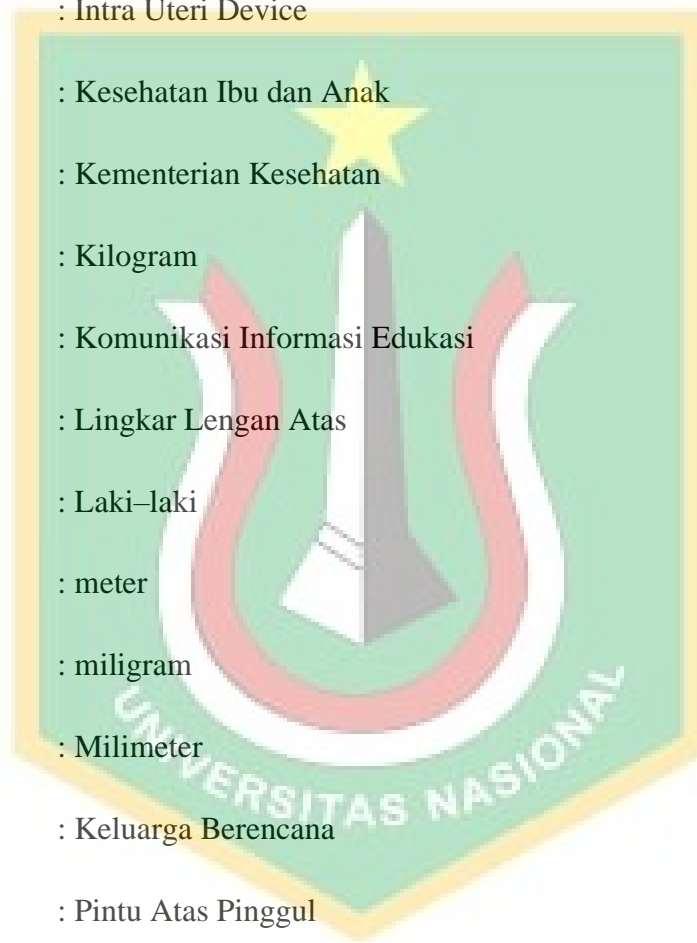 : Intra Uteri Device
: Kesehatan Ibu dan Anak
: Kementerian Kesehatan
: Kilogram
: Komunikasi Informasi Edukasi
: Lingkar Lengan Atas
: Laki–laki
: meter
: miligram
: Milimeter
: Keluarga Berencana
: Pintu Atas Pinggul
UNIVERSITAS NASIONAL